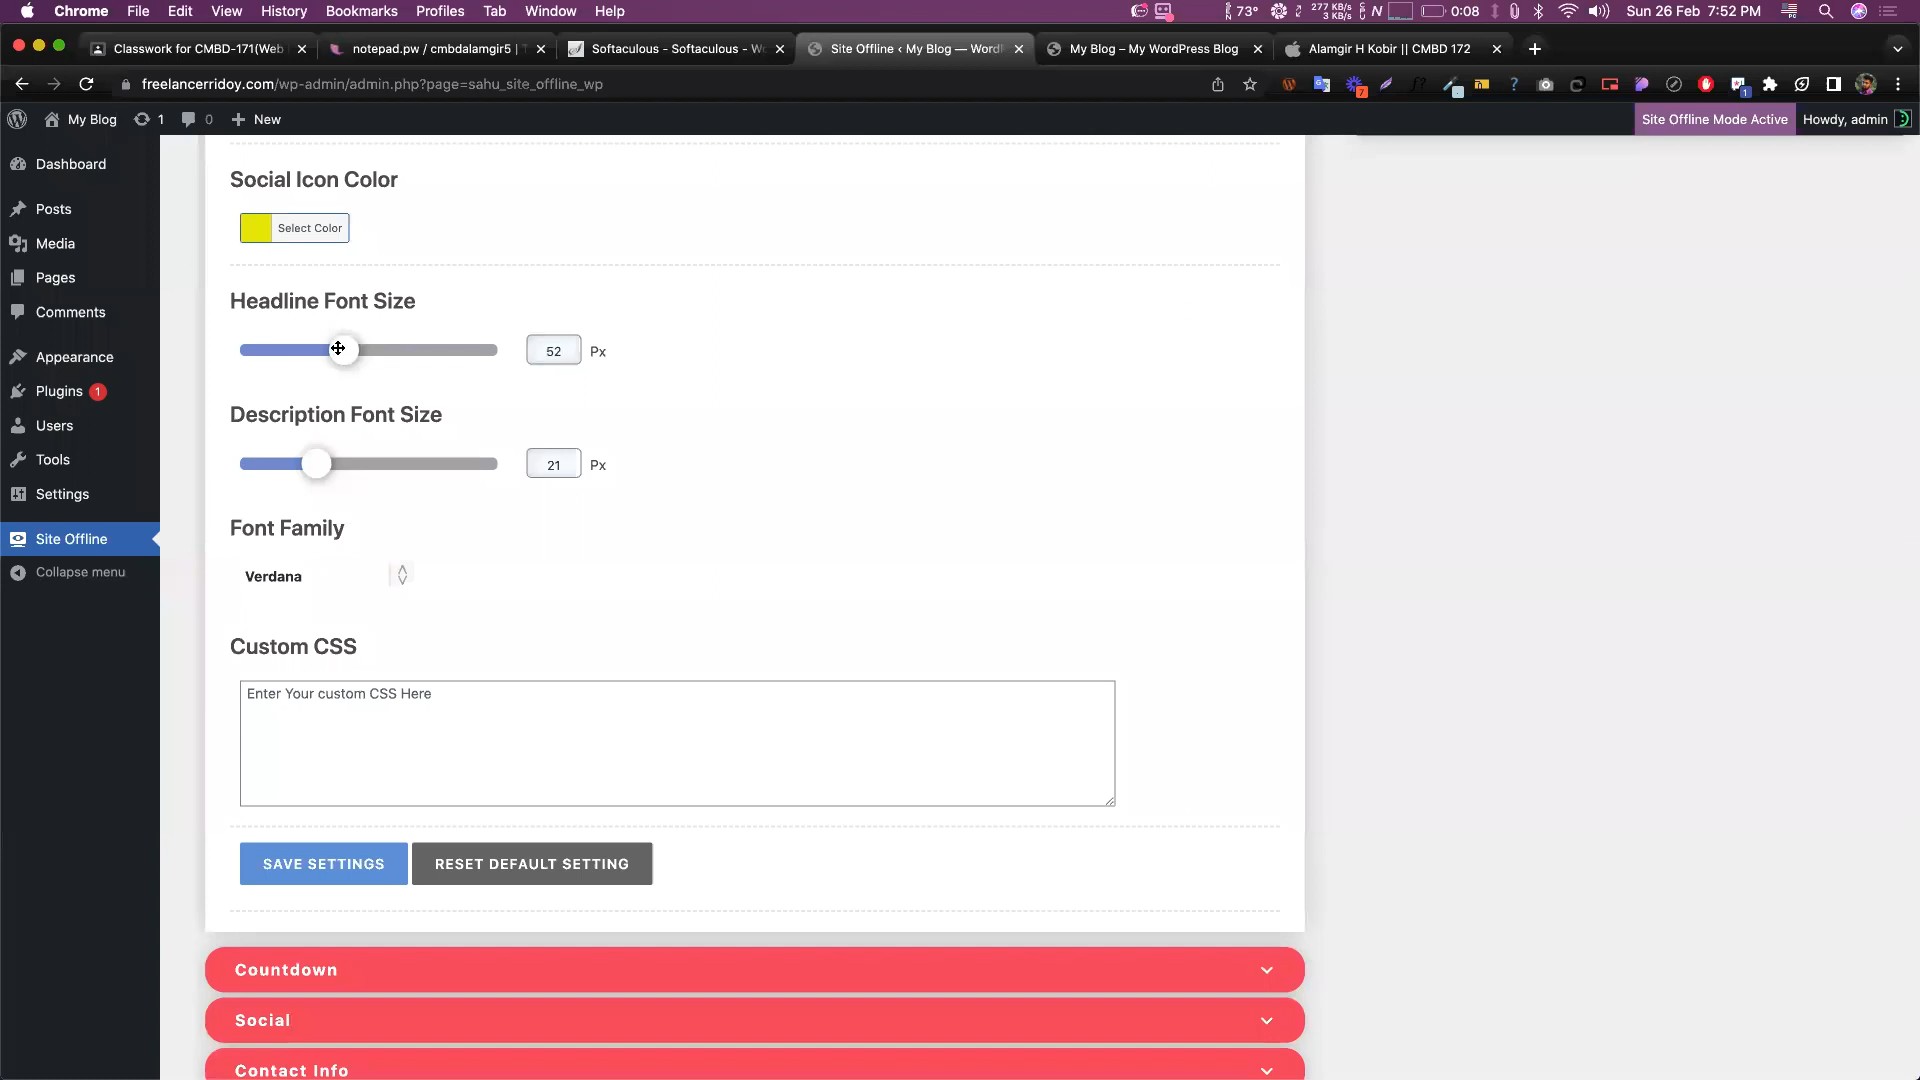 Chrome File Edit View History Bookmarks Profiles Tab Window Help
73° 277 KB/s 3 KB/s N 0:08 Sun 26 Feb 7:52 PM
Classwork for CMBD-171(Web
notepad.pw / cmbdalamgir5 | T
Softaculous - Softaculous - W
Site Offline ‹ My Blog — Word
My Blog – My WordPress Blog
Alamgir H Kobir || CMBD 172
freelancerridoy.com/wp-admin/admin.php?page=sahu_site_offline_wp
My Blog 1 0 New Site Offline Mode Active Howdy, admin
Dashboard
Posts
Media
Pages
Comments
Appearance
Plugins 1
Users
Tools
Settings
Site Offline
Collapse menu
Social Icon Color
Select Color
Headline Font Size
52 Px
Description Font Size
21 Px
Font Family
Verdana
Custom CSS
Enter Your custom CSS Here
SAVE SETTINGS RESET DEFAULT SETTING
Countdown
Social
Contact Info